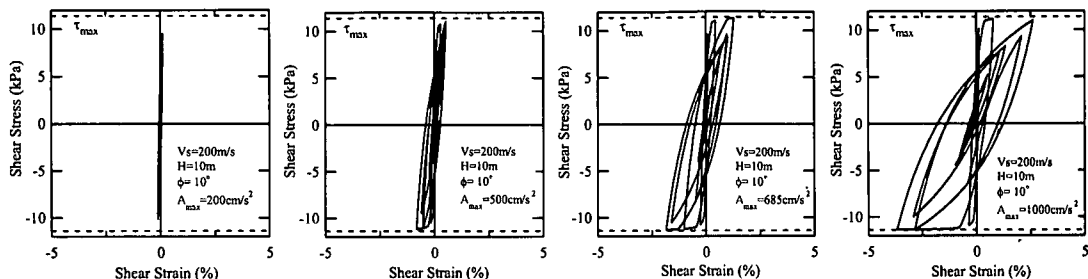 10
5
0
-5
-10
-5
0
5
Shear Stress (kPa)
Shear Strain (%)
τmax
Vs=200m/s
H=10m
ϕ= 10°
Amax=200cm/s²
10
5
0
-5
-10
-5
0
5
Shear Stress (kPa)
Shear Strain (%)
τmax
Vs=200m/s
H=10m
ϕ= 10°
Amax=500cm/s²
10
5
0
-5
-10
-5
0
5
Shear Stress (kPa)
Shear Strain (%)
τmax
Vs=200m/s
H=10m
ϕ= 10°
Amax=685cm/s²
10
5
0
-5
-10
-5
0
5
Shear Stress (kPa)
Shear Strain (%)
τmax
Vs=200m/s
H=10m
ϕ= 10°
Amax=1000cm/s²